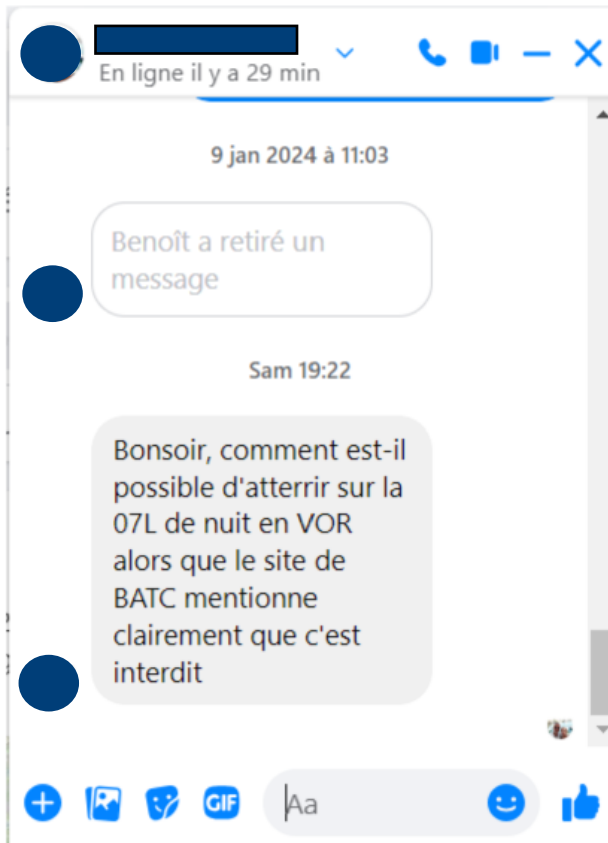 En ligne il y a 29 min
9 jan 2024 à 11:03
Benoît a retiré un
message
Sam 19:22
Bonsoir, comment est-il
possible d'atterrir sur la
07L de nuit en VOR
alors que le site de
BATC mentionne
clairement que c'est
interdit
GIF
Aa